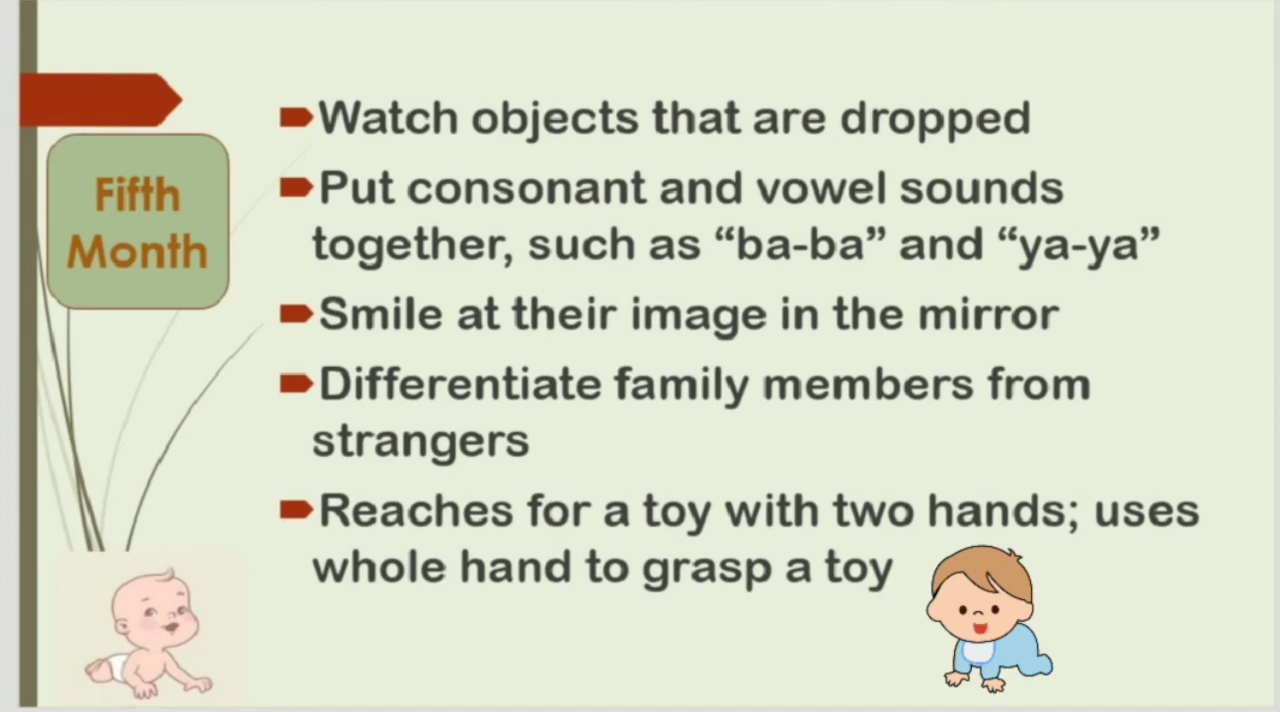 Fifth
Month
Watch objects that are dropped
Put consonant and vowel sounds
together, such as “ba-ba” and “ya-ya”
Smile at their image in the mirror
Differentiate family members from
strangers
Reaches for a toy with two hands; uses
whole hand to grasp a toy